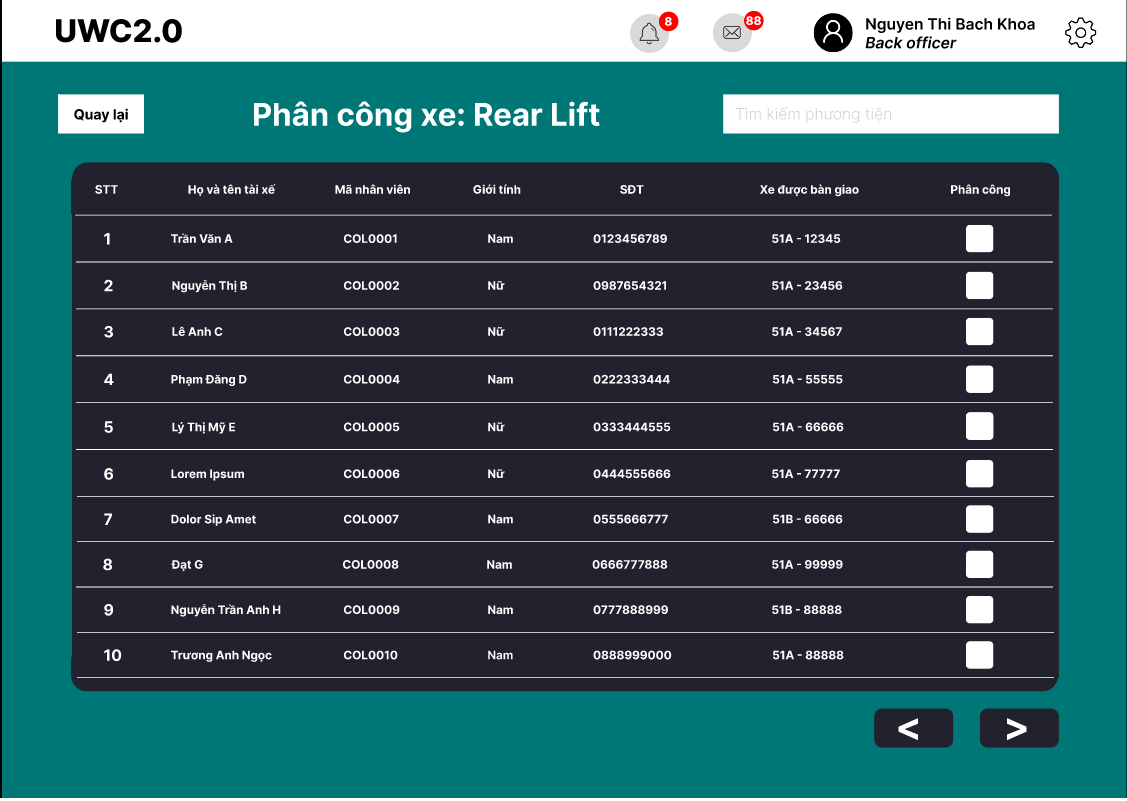 UWC2.0
8
88
Nguyen Thi Bach Khoa
Back officer
Quay lại
Phân công xe: Rear Lift
Tìm kiếm phương tiện
STT Họ và tên tài xế Mã nhân viên Giới tính SĐT Xe được bàn giao Phân công
1 Trần Văn A COL0001 Nam 0123456789 51A - 12345
2 Nguyễn Thị B COL0002 Nữ 0987654321 51A - 23456
3 Lê Anh C COL0003 Nữ 0111222333 51A - 34567
4 Phạm Đăng D COL0004 Nam 0222333444 51A - 55555
5 Lý Thị Mỹ E COL0005 Nữ 0333444555 51A - 66666
6 Lorem Ipsum COL0006 Nữ 0444555666 51A - 77777
7 Dolor Sip Amet COL0007 Nam 0555666777 51B - 66666
8 Đạt G COL0008 Nam 0666777888 51A - 99999
9 Nguyễn Trần Anh H COL0009 Nam 0777888999 51B - 88888
10 Trương Anh Ngọc COL0010 Nam 0888999000 51A - 88888
< >